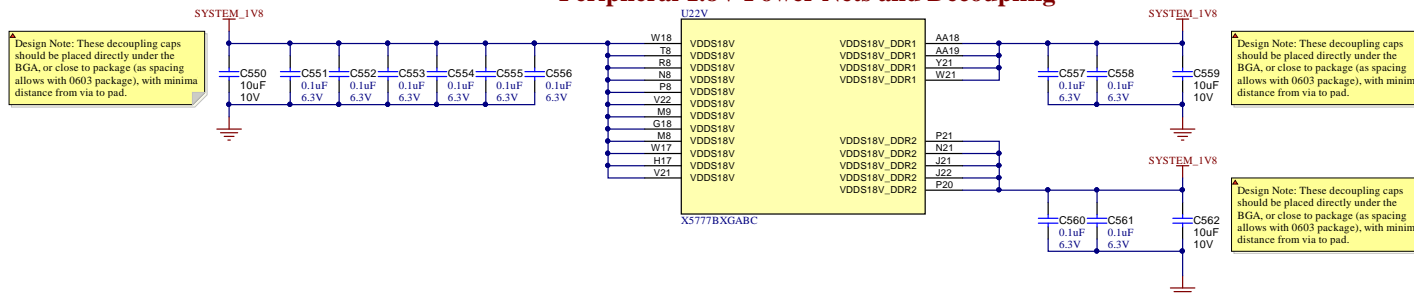 Peripheral 1.8V Power Nets and Decoupling
SYSTEM_1V8
U22V
SYSTEM_1V8
Design Note: These decoupling caps
should be placed directly under the
BGA, or close to package (as spacing
allows with 0603 package), with minima
distance from via to pad.
C550
10uF
10V
C551
0.1uF
6.3V
C552
0.1uF
6.3V
C553
0.1uF
6.3V
C554
0.1uF
6.3V
C555
0.1uF
6.3V
C556
0.1uF
6.3V
W18 VDDS18V
T8 VDDS18V
R8 VDDS18V
N8 VDDS18V
P8 VDDS18V
V22 VDDS18V
M9 VDDS18V
G18 VDDS18V
M8 VDDS18V
W17 VDDS18V
H17 VDDS18V
V21 VDDS18V
VDDS18V_DDR1 AA18
VDDS18V_DDR1 AA19
VDDS18V_DDR1 Y21
VDDS18V_DDR1 W21
VDDS18V_DDR2 P21
VDDS18V_DDR2 N21
VDDS18V_DDR2 J21
VDDS18V_DDR2 J22
VDDS18V_DDR2 P20
X5777BXGABC
C557
0.1uF
6.3V
C558
0.1uF
6.3V
C559
10uF
10V
Design Note: These decoupling caps
should be placed directly under the
BGA, or close to package (as spacing
allows with 0603 package), with minim
distance from via to pad.
SYSTEM_1V8
C560
0.1uF
6.3V
C561
0.1uF
6.3V
C562
10uF
10V
Design Note: These decoupling caps
should be placed directly under the
BGA, or close to package (as spacing
allows with 0603 package), with minim
distance from via to pad.